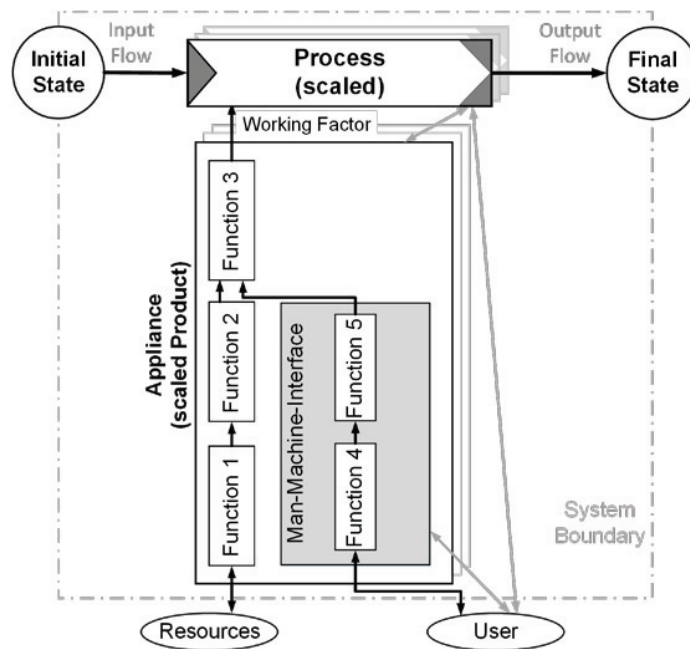 Initial
State
Input
Flow
Process
(scaled)
Output
Flow
Final
State
Working Factor
Appliance
(scaled Product)
Function 3
Function 2
Function 1
Man-Machine-Interface
Function 5
Function 4
System
Boundary
Resources
User